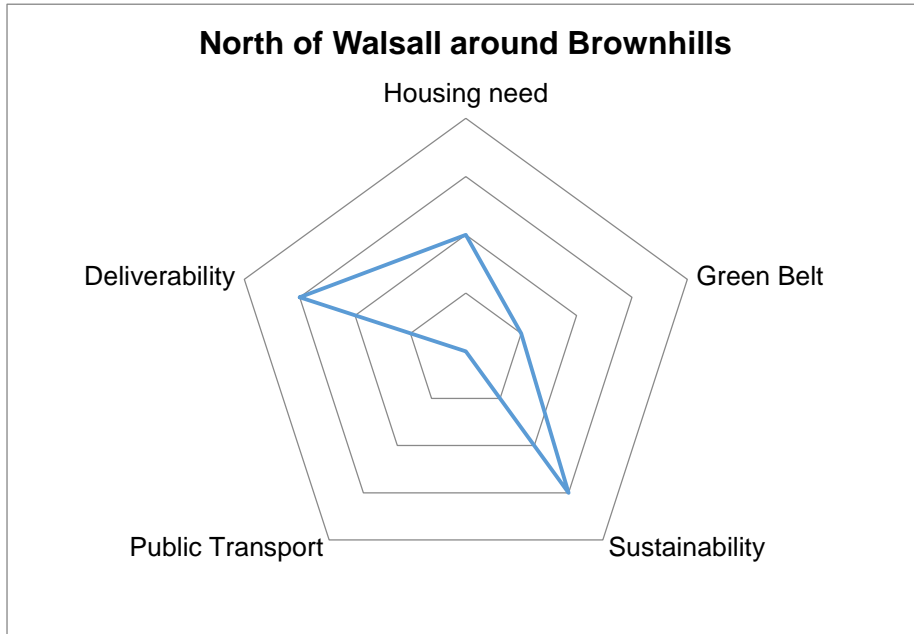 North of Walsall around Brownhills
Housing need
Deliverability
Green Belt
Public Transport
Sustainability